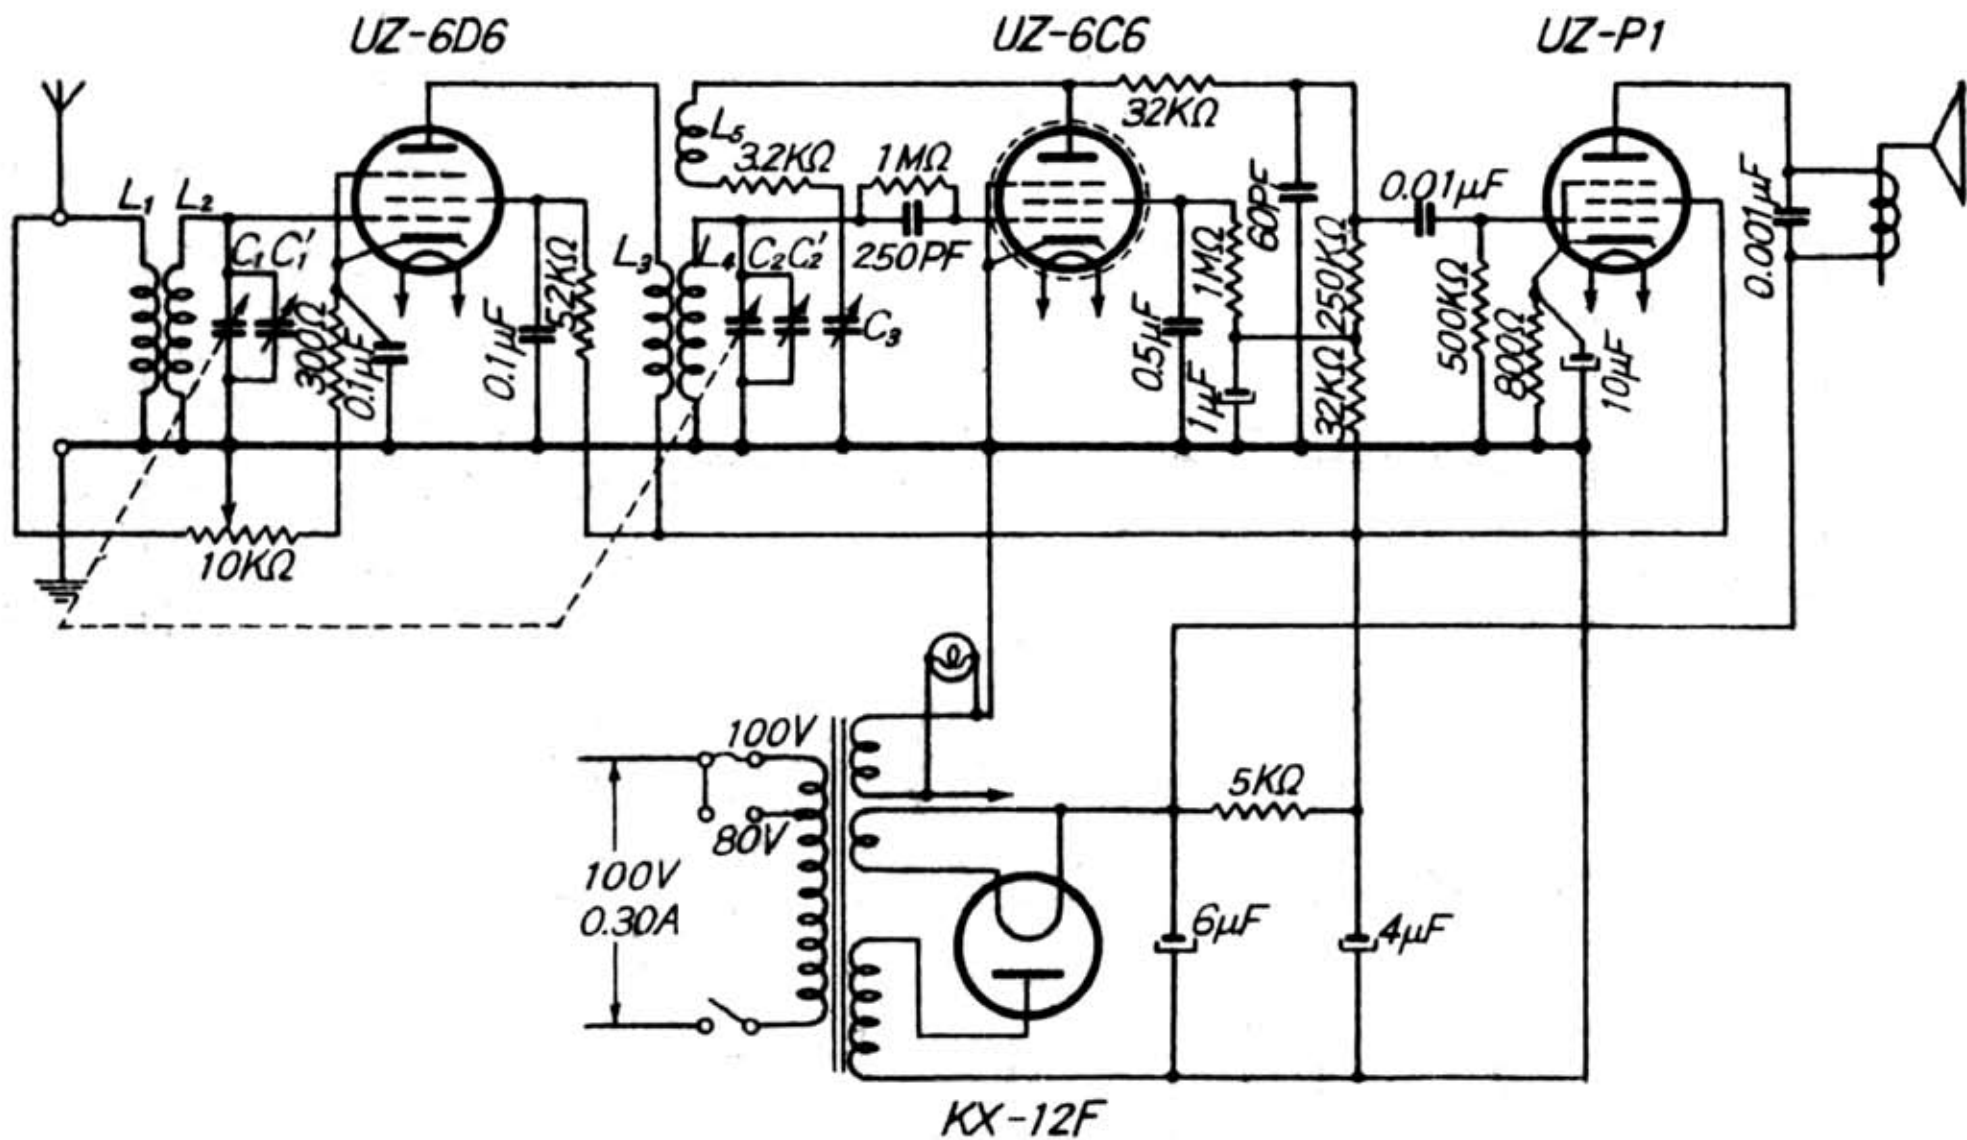 UZ-6D6
UZ-6C6
UZ-P1
L₁
L₂
C₁
C₁'
300Ω
0.1μF
0.1μF
52KΩ
10KΩ
L₃
L₄
L₅
3.2KΩ
C₂
C₂'
C₃
1MΩ
250PF
32KΩ
60PF
1MΩ
0.5μF
1μF
250KΩ
32KΩ
0.01μF
500KΩ
800Ω
10μF
0.001μF
100V
80V
100V
0.30A
5KΩ
6μF
4μF
KX-12F